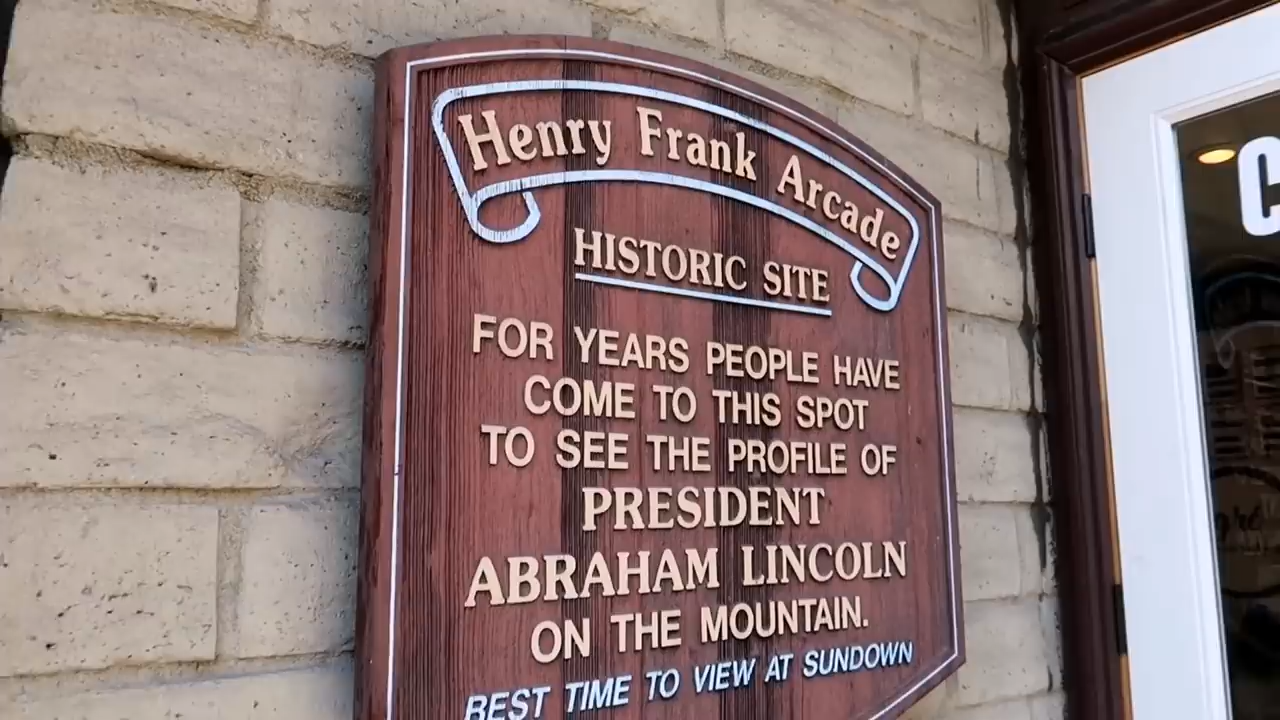 Henry Frank Arcade
HISTORIC SITE
FOR YEARS PEOPLE HAVE
COME TO THIS SPOT
TO SEE THE PROFILE OF
PRESIDENT
ABRAHAM LINCOLN
ON THE MOUNTAIN.
BEST TIME TO VIEW AT SUNDOWN